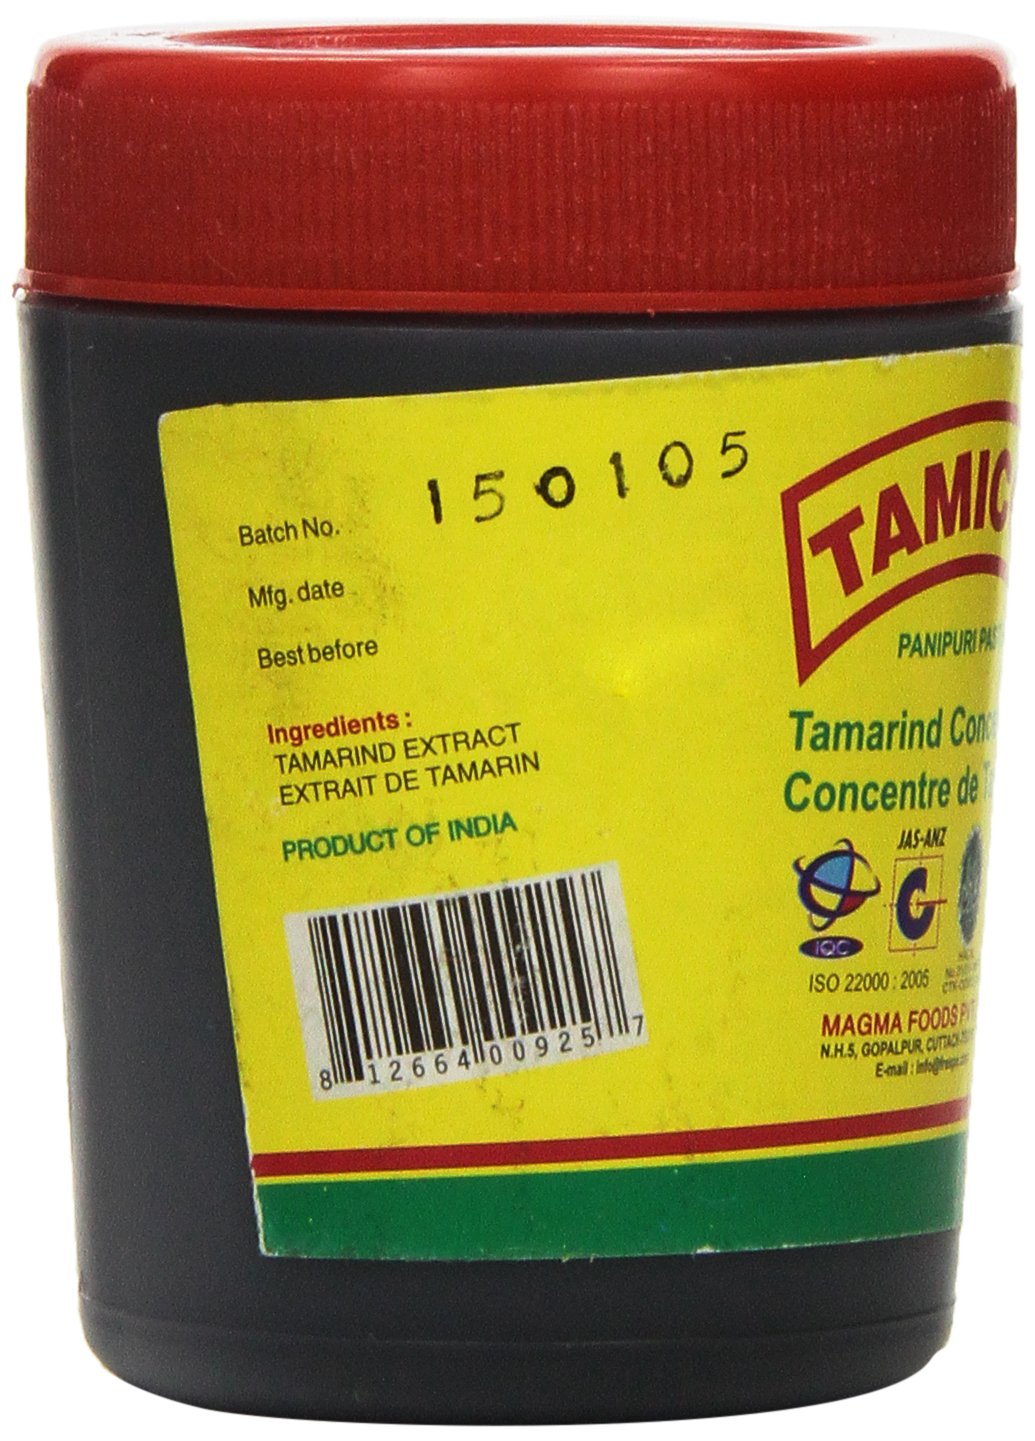 150105
Batch No.
Mfg. date
Best before
Ingredients :
TAMARIND EXTRACT
EXTRAIT DE TAMARIN
PRODUCT OF INDIA
8 12664 00925 7
TAMIC
PANIPURI PAS
Tamarind Conce
Concentre de T
JAS-ANZ
IQC
ISO 22000 : 2005
MAGMA FOODS PVT
N.H.5, GOPALPUR, CUTTACK
E-mail : info@